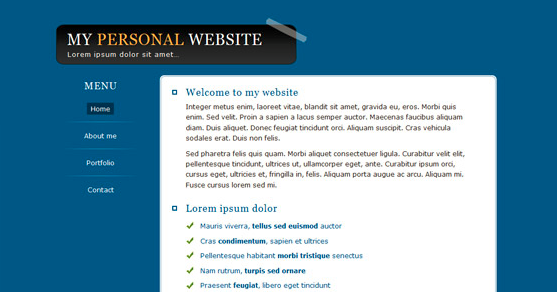 MY PERSONAL WEBSITE
Lorem ipsum dolor sit amet...
MENU
Home
About me
Portfolio
Contact
Welcome to my website
Integer metus enim, laoreet vitae, blandit sit amet, gravida eu, eros. Morbi quis
enim. Sed velit. Proin a sapien a lacus semper auctor. Maecenas faucibus aliquam
diam. Duis aliquet. Donec feugiat tincidunt orci. Aliquam suscipit. Cras vehicula
sodales erat. Duis non felis.
Sed pharetra felis quis quam. Morbi aliquet consectetuer ligula. Curabitur velit elit,
pellentesque tincidunt, ultrices ut, ullamcorper eget, ante. Curabitur ipsum orci,
cursus eget, ultricies et, fringilla in, felis. Aliquam porta augue ac arcu. Aliquam mi.
Fusce cursus lorem sed mi.
Lorem ipsum dolor
Mauris viverra, tellus sed euismod auctor
Cras condimentum, sapien et ultrices
Pellentesque habitant morbi tristique senectus
Nam rutrum, turpis sed ornare
Praesent feugiat, libero eget tincidunt